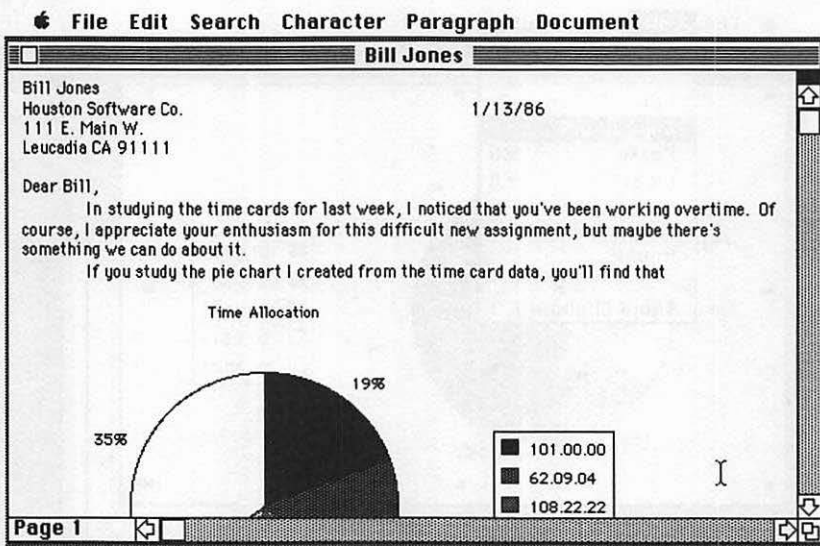 File Edit Search Character Paragraph Document
Bill Jones
Bill Jones
Houston Software Co. 1/13/86
111 E. Main W.
Leucadia CA 91111
Dear Bill,
In studying the time cards for last week, I noticed that you've been working overtime. Of
course, I appreciate your enthusiasm for this difficult new assignment, but maybe there's
something we can do about it.
If you study the pie chart I created from the time card data, you'll find that
Time Allocation
19%
35%
101.00.00
62.09.04
108.22.22
Page 1